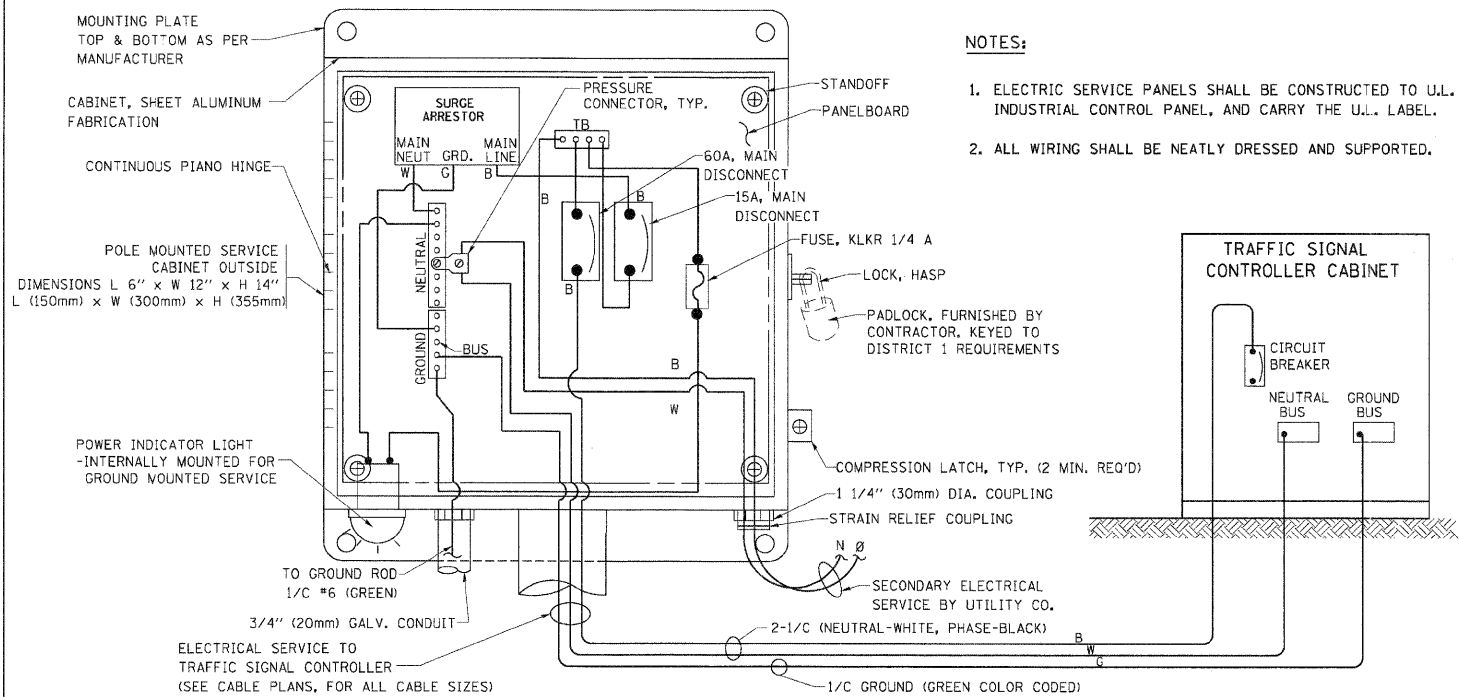 MOUNTING PLATE
TOP & BOTTOM AS PER
MANUFACTURER
CABINET, SHEET ALUMINUM
FABRICATION
CONTINUOUS PIANO HINGE
POLE MOUNTED SERVICE
CABINET OUTSIDE
DIMENSIONS L 6" x W 12" x H 14"
L (150mm) x W (300mm) x H (355mm)
POWER INDICATOR LIGHT
-INTERNALLY MOUNTED FOR
GROUND MOUNTED SERVICE
SURGE
ARRESTOR
MAIN
NEUT
GRD.
MAIN
LINE
W
G
B
PRESSURE
CONNECTOR, TYP.
TB
STANDOFF
PANELBOARD
60A, MAIN
DISCONNECT
15A, MAIN
DISCONNECT
B
B
B
FUSE, KLKR 1/4 A
LOCK, HASP
PADLOCK, FURNISHED BY
CONTRACTOR, KEYED TO
DISTRICT 1 REQUIREMENTS
NEUTRAL
GROUND
BUS
B
W
COMPRESSION LATCH, TYP. (2 MIN. REQ'D)
1 1/4" (30mm) DIA. COUPLING
STRAIN RELIEF COUPLING
N Ø
SECONDARY ELECTRICAL
SERVICE BY UTILITY CO.
TO GROUND ROD
1/C #6 (GREEN)
3/4" (20mm) GALV. CONDUIT
ELECTRICAL SERVICE TO
TRAFFIC SIGNAL CONTROLLER
(SEE CABLE PLANS, FOR ALL CABLE SIZES)
2-1/C (NEUTRAL-WHITE, PHASE-BLACK)
B
W
G
1/C GROUND (GREEN COLOR CODED)
NOTES:
1. ELECTRIC SERVICE PANELS SHALL BE CONSTRUCTED TO U.L.
INDUSTRIAL CONTROL PANEL, AND CARRY THE U.L. LABEL.
2. ALL WIRING SHALL BE NEATLY DRESSED AND SUPPORTED.
TRAFFIC SIGNAL
CONTROLLER CABINET
CIRCUIT
BREAKER
NEUTRAL
BUS
GROUND
BUS